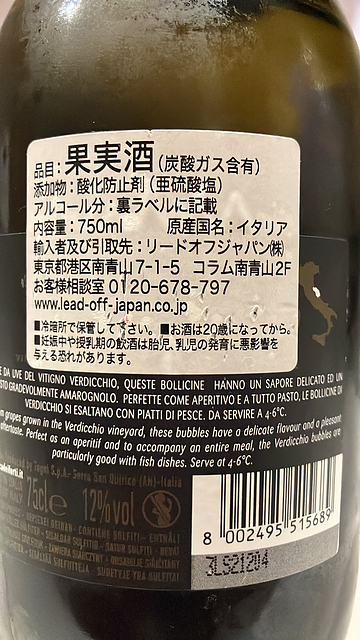 品目:果実酒(炭酸ガス含有)
添加物:酸化防止剤(亜硫酸塩)
アルコール分:裏ラベルに記載
内容量:750ml 原産国名:イタリア
輸入者及び引取先:リードオフジャパン㈱
東京都港区南青山7-1-5 コラム南青山2F
お客様相談室 0120-678-797
www.lead-off-japan.co.jp
■冷暗所で保管して下さい。■お酒は20歳になってから。
■妊娠中や授乳期の飲酒は胎児、乳児の発育に悪影響を
与える恐れがあります。
DA UVE DEL VITIGNO VERDICCHIO, QUESTE BOLLICINE HANNO UN SAPORE DELICATO ED UN
GRADEVOLMENTE AMAROGNOLO. PERFETTE COME APERITIVO E A TUTTO PASTO, LE BOLLICINE DI
VERDICCHIO SI ESALTANO CON PIATTI DI PESCE. DA SERVIRE A 4-6°C.
grapes grown in the Verdicchio vineyard, these bubbles have a delicate flavour and a pleasant
aftertaste. Perfect as an aperitif and to accompany an entire meal, the Verdicchio bubbles are
particularly good with fish dishes. Serve at 4-6°C.
S.p.A.- Serra San Quirico (AN)-Italia
75cl e 12%vol
8 002495 515689
3LS21204